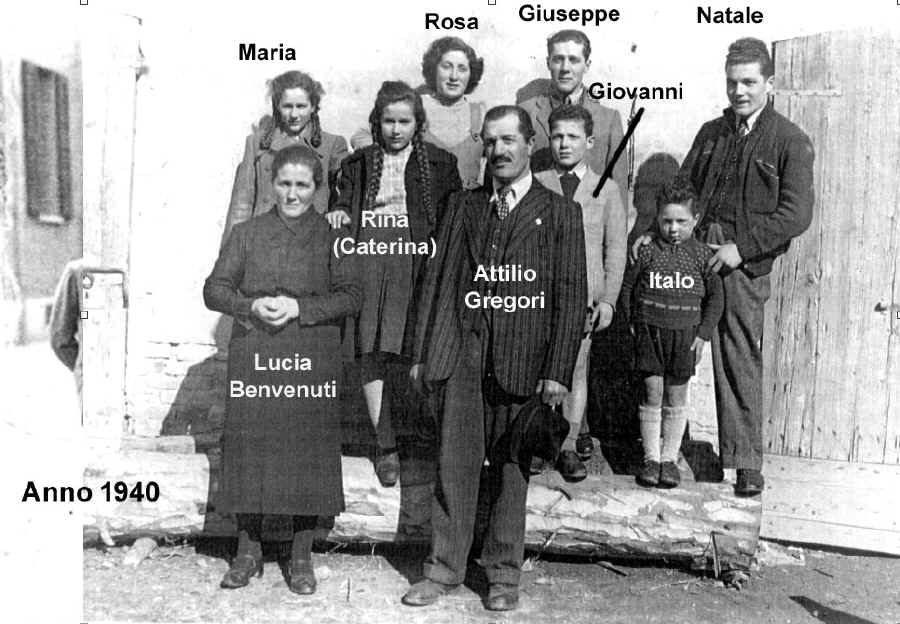 Rosa
Giuseppe
Natale
Maria
Giovanni
Rina
(Caterina)
Attilio
Gregori
Italo
Lucia
Benvenuti
Anno 1940